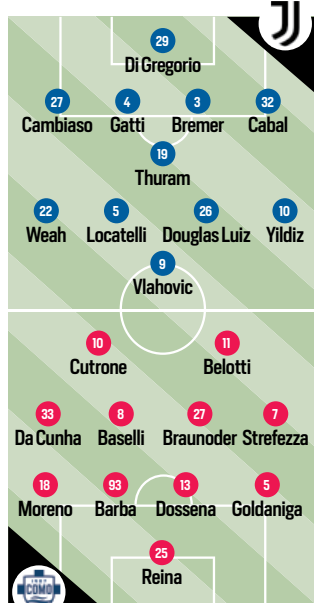 29
Di Gregorio
27 4 3 32
Cambiaso Gatti Bremer Cabal
19
Thuram
22 5 26 10
Weah Locatelli Douglas Luiz Yildiz
9
Vlahovic
10 11
Cutrone Belotti
33 8 27 7
Da Cunha Baselli Braunoder Strefezza
18 93 13 5
Moreno Barba Dossena Goldaniga
25
Reina
COMO